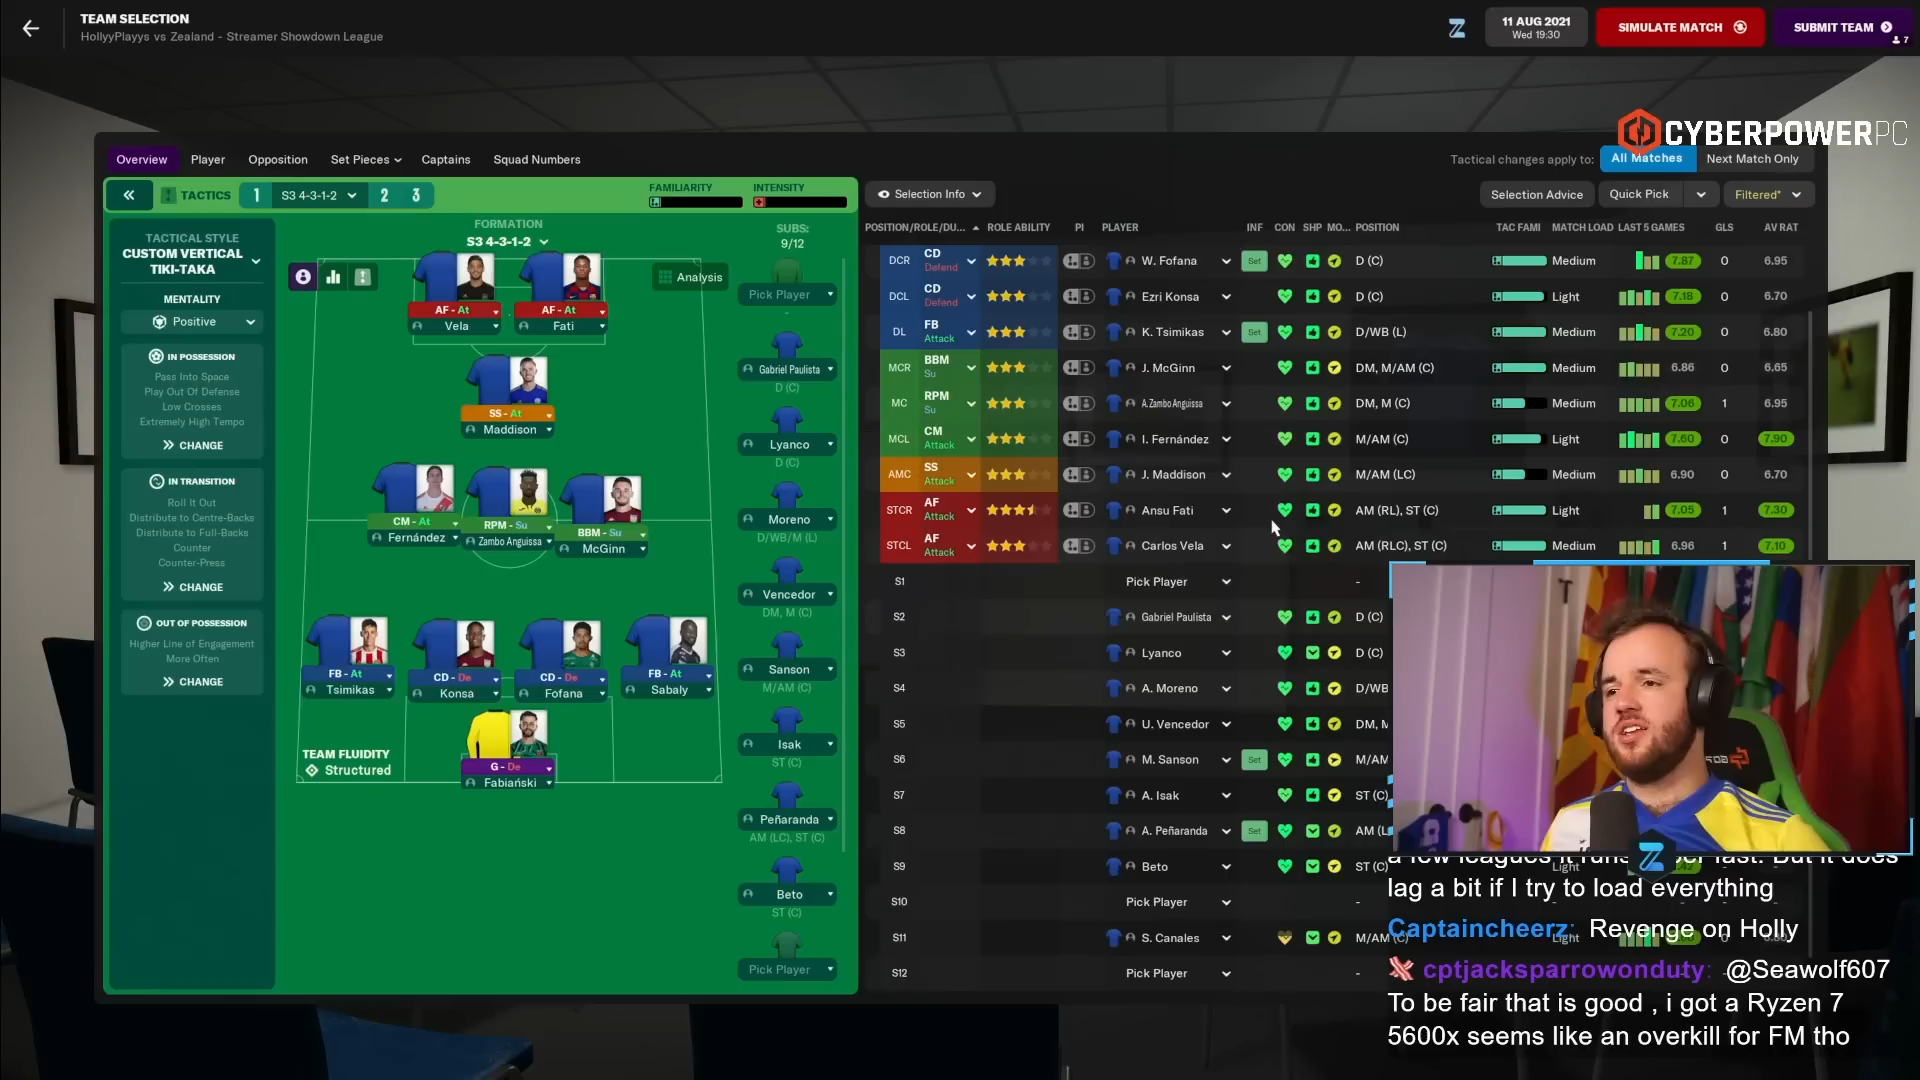 TEAM SELECTION
HollyyPlayys vs Zealand - Streamer Showdown League
11 AUG 2021
Wed 19:30
SIMULATE MATCH
SUBMIT TEAM
7
CYBERPOWERPC
Overview Player Opposition Set Pieces Captains Squad Numbers
Tactical changes apply to: All Matches Next Match Only
TACTICS 1 S3 4-3-1-2 2 3
FAMILIARITY INTENSITY
Selection Info
Selection Advice Quick Pick Filtered*
TACTICAL STYLE
CUSTOM VERTICAL
TIKI-TAKA
MENTALITY
Positive
IN POSSESSION
Pass Into Space
Play Out Of Defense
Low Crosses
Extremely High Tempo
CHANGE
IN TRANSITION
Roll It Out
Distribute to Centre-Backs
Distribute to Full-Backs
Counter
Counter-Press
CHANGE
OUT OF POSSESSION
Higher Line of Engagement
More Often
CHANGE
FORMATION
S3 4-3-1-2
Analysis
AF - At
Vela
AF - At
Fati
SS - At
Maddison
CM - At
Fernández
RPM - Su
Zambo Anguissa
BBM - Su
McGinn
FB - At
Tsimikas
CD - De
Konsa
CD - De
Fofana
FB - At
Sabaly
G - De
Fabiański
TEAM FLUIDITY
Structured
SUBS:
9/12
Pick Player
-
Gabriel Paulista
D (C)
Lyanco
D (C)
Moreno
D/WB/M (L)
Vencedor
DM, M (C)
Sanson
M/AM (C)
Isak
ST (C)
Peñaranda
AM (LC), ST (C)
Beto
ST (C)
Pick Player
POSITION/ROLE/DU... ROLE ABILITY PI PLAYER INF CON SHP MO... POSITION TAC FAMI MATCH LOAD LAST 5 GAMES GLS AV RAT
DCR CD Defend W. Fofana Set D (C) Medium 7.87 0 6.95
DCL CD Defend Ezri Konsa D (C) Light 7.18 0 6.70
DL FB Attack K. Tsimikas Set D/WB (L) Medium 7.20 0 6.80
MCR BBM Su J. McGinn DM, M/AM (C) Medium 6.86 0 6.65
MC RPM Su A. Zambo Anguissa DM, M (C) Medium 7.06 1 6.95
MCL CM Attack I. Fernández M/AM (C) Light 7.60 0 7.90
AMC SS Attack J. Maddison M/AM (LC) Medium 6.90 0 6.70
STCR AF Attack Ansu Fati AM (RL), ST (C) Light 7.05 1 7.30
STCL AF Attack Carlos Vela AM (RLC), ST (C) Medium 6.96 1 7.10
S1 Pick Player -
S2 Gabriel Paulista D (C)
S3 Lyanco D (C)
S4 A. Moreno D/WB
S5 U. Vencedor DM, M
S6 M. Sanson Set M/AM
S7 A. Isak ST (C)
S8 A. Peñaranda Set AM (L
S9 Beto ST (C) Light
S10 Pick Player -
S11 S. Canales M/AM (C) Light
S12 Pick Player -
lag a bit if I try to load everything
Captaincheerz: Revenge on Holly
cptjacksparrowonduty: @Seawolf607
To be fair that is good , i got a Ryzen 7
5600x seems like an overkill for FM tho